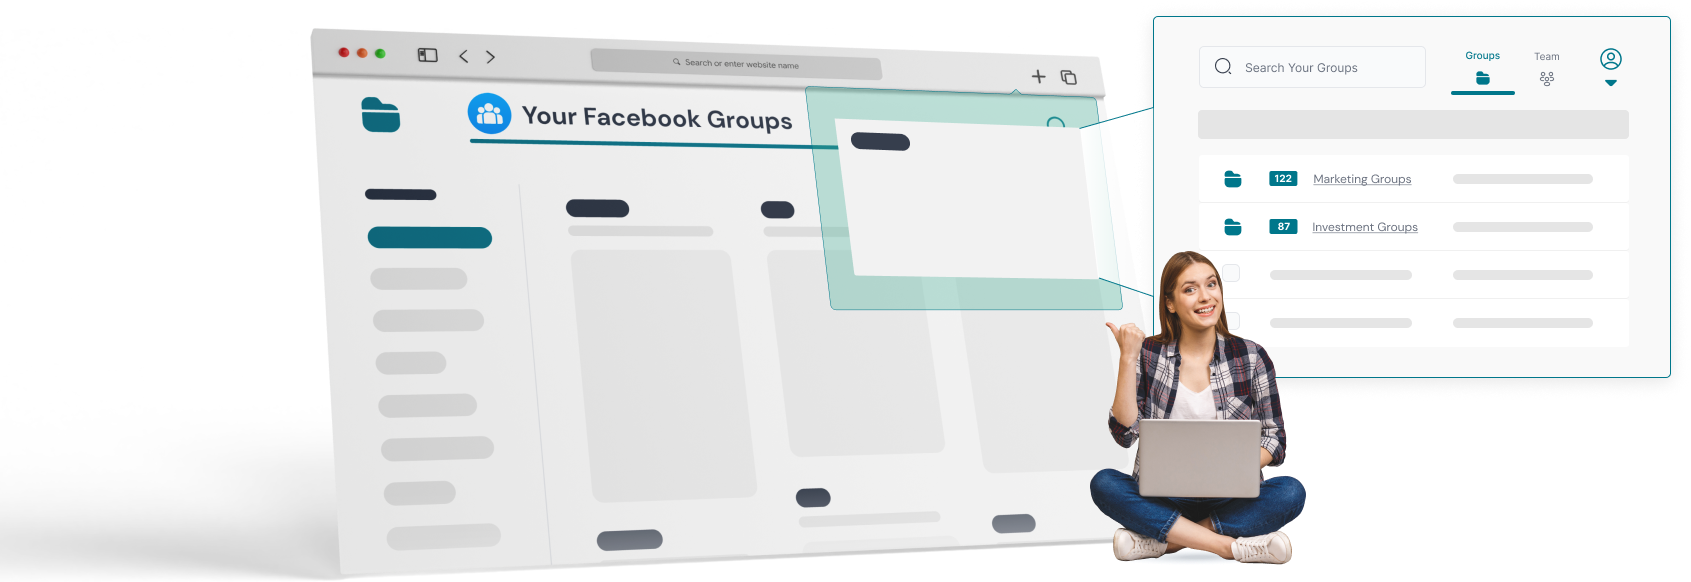 Search or enter website name
Your Facebook Groups
Search Your Groups
Groups
Team
122
Marketing Groups
87
Investment Groups